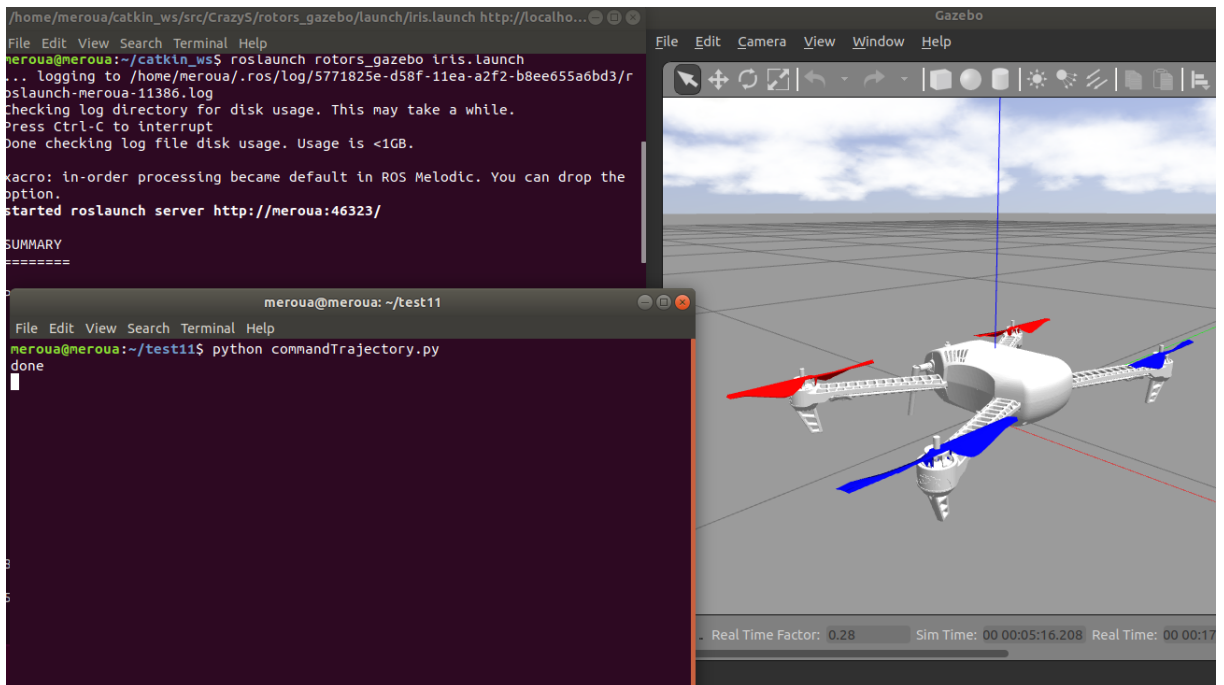 /home/meroua/catkin_ws/src/CrazyS/rotors_gazebo/launch/iris.launch http://localho...
File Edit View Search Terminal Help
meroua@meroua:~/catkin_ws$ roslaunch rotors_gazebo iris.launch
... logging to /home/meroua/.ros/log/5771825e-d58f-11ea-a2f2-b8ee655a6bd3/r
oslaunch-meroua-11386.log
Checking log directory for disk usage. This may take a while.
Press Ctrl-C to interrupt
Done checking log file disk usage. Usage is <1GB.
xacro: in-order processing became default in ROS Melodic. You can drop the
option.
started roslaunch server http://meroua:46323/
SUMMARY
========
meroua@meroua: ~/test11
File Edit View Search Terminal Help
meroua@meroua:~/test11$ python commandTrajectory.py
done
Gazebo
File Edit Camera View Window Help
Real Time Factor: 0.28 Sim Time: 00 00:05:16.208 Real Time: 00 00:17